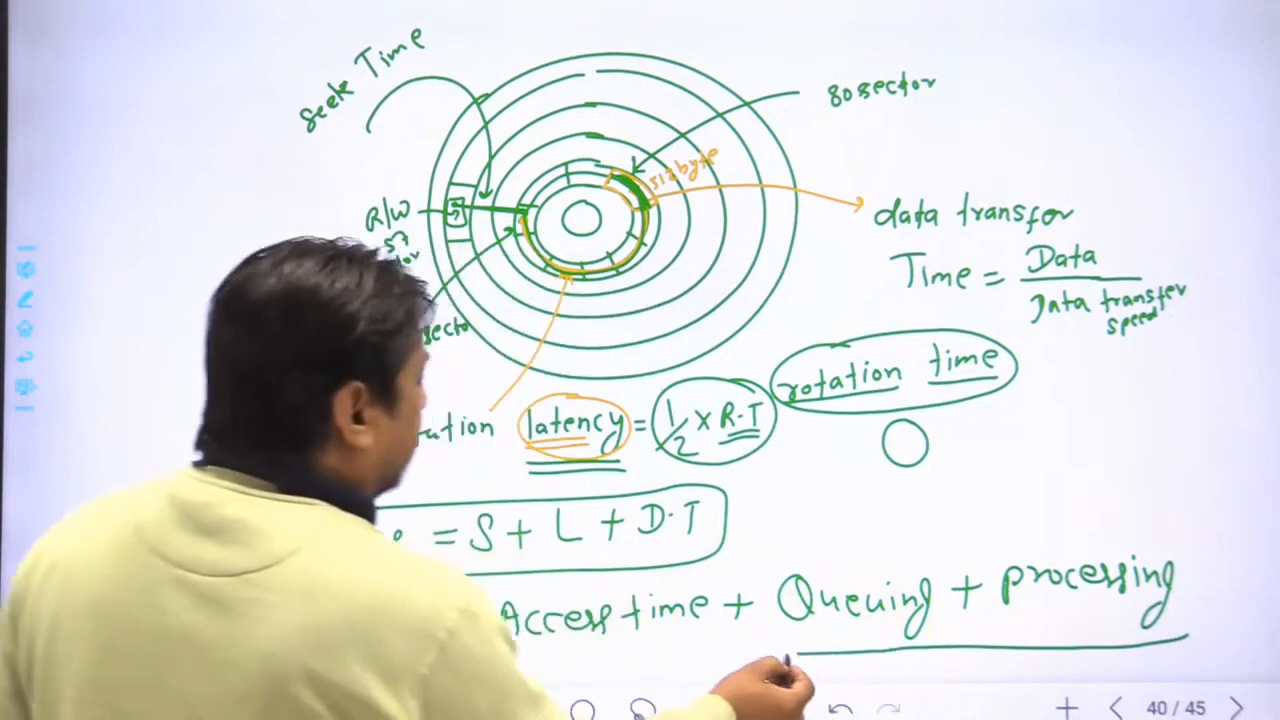 Seek Time
80 sector
512 byte
R/W
data transfer
Time = Data / Data transfer speed
rotation time
latency = 1/2 × R.T
= S + L + D.T
Access time + Queuing + processing
40 / 45